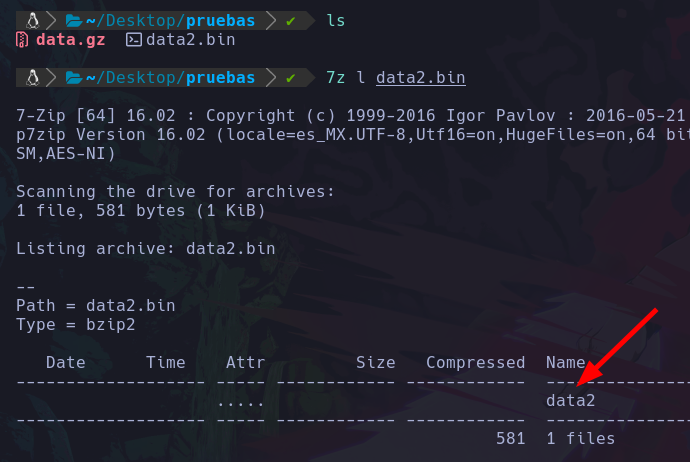 ~/Desktop/pruebas ✔ ls
data.gz data2.bin
~/Desktop/pruebas ✔ 7z l data2.bin
7-Zip [64] 16.02 : Copyright (c) 1999-2016 Igor Pavlov : 2016-05-21
p7zip Version 16.02 (locale=es_MX.UTF-8,Utf16=on,HugeFiles=on,64 bit
SM,AES-NI)
Scanning the drive for archives:
1 file, 581 bytes (1 KiB)
Listing archive: data2.bin
--
Path = data2.bin
Type = bzip2
Date Time Attr Size Compressed Name
------------------- ----- ------------ ------------ ---------------
..... data2
------------------- ----- ------------ ------------ ---------------
581 1 files